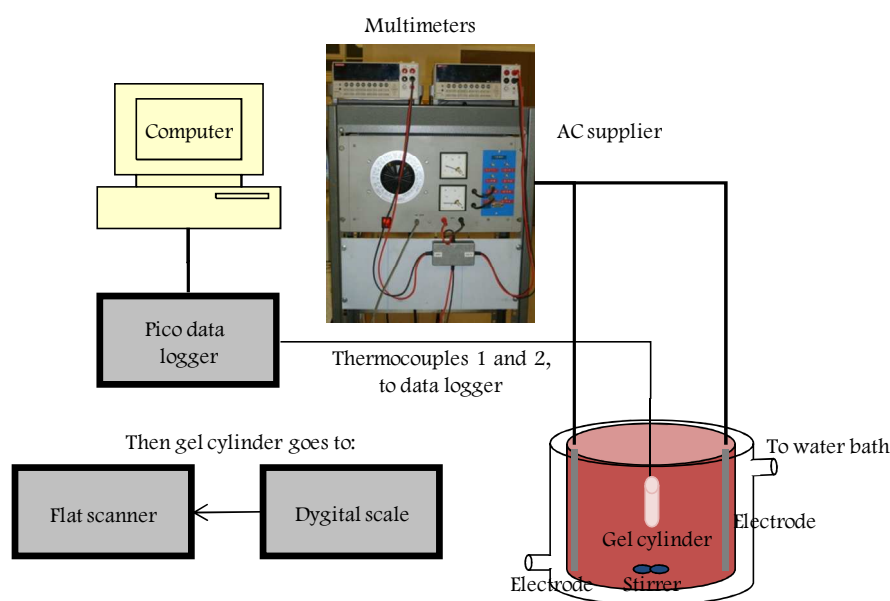 Multimeters
Computer
AC supplier
Pico data
logger
Thermocouples 1 and 2,
to data logger
Then gel cylinder goes to:
Flat scanner
Dygital scale
To water bath
Electrode
Gel cylinder
Electrode
Stirrer